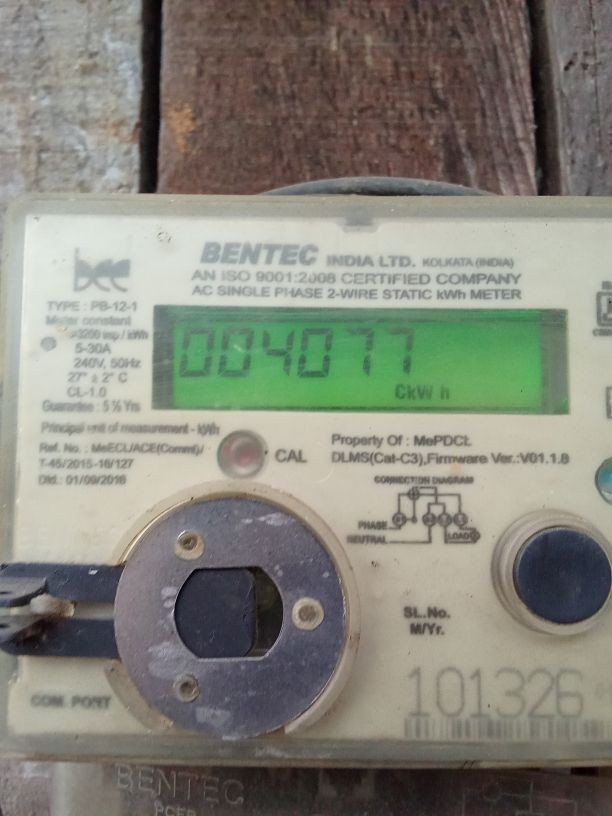 bee
BENTEC INDIA LTD. KOLKATA (INDIA)
AN ISO 9001:2008 CERTIFIED COMPANY
AC SINGLE PHASE 2-WIRE STATIC kWh METER
TYPE : PB-12-1
Meter constant
3200 imp / kWh
5-30A
240V, 50Hz
27° ± 2° C
CL-1.0
Guarantee : 5 ½ Yrs
004077
CkW h
Principal unit of measurement - kWh
Ref. No. : MeECL/ACE(Comml)/
T-45/2015-16/127
Dtd.: 01/09/2016
CAL
Property Of : MePDCL
DLMS(Cat-C3),Firmware Ver.:V01.1.8
CONNECTION DIAGRAM
PHASE
NEUTRAL
LOAD
SL.No.
M/Yr.
COM. PORT
101326
BENTEC